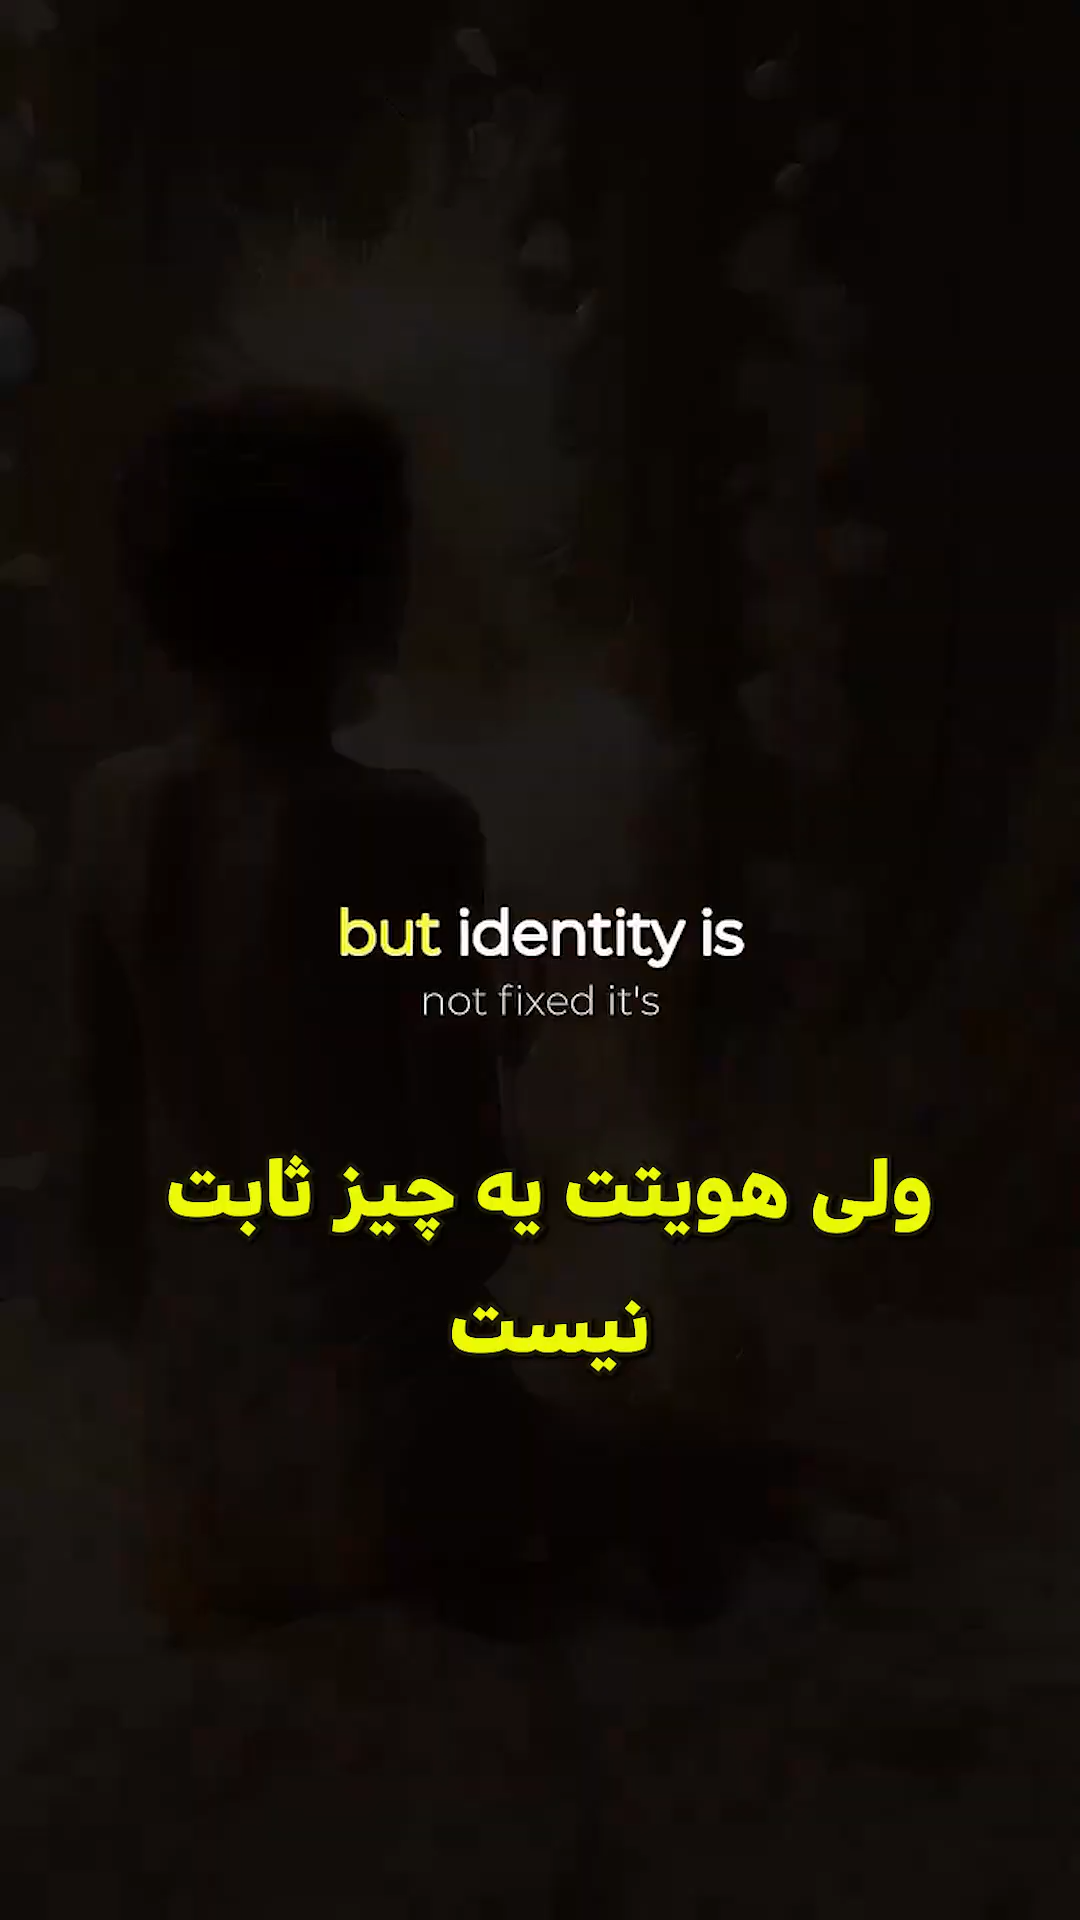 but identity is
not fixed it's
ولی هویتت یه چیز ثابت
نیست